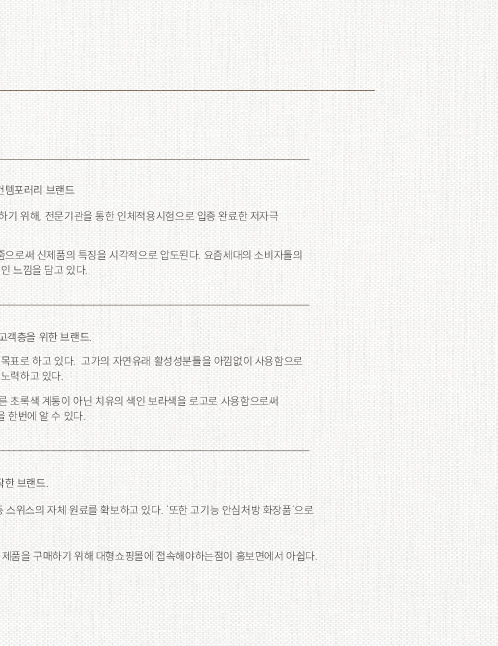 컨템포러리 브랜드
하기 위해, 전문기관을 통한 인체적용시험으로 입증 완료한 저자극
줌으로써 신제품의 특징을 시각적으로 압도된다. 요즘세대의 소비자들의
인 느낌을 담고 있다.
고객층을 위한 브랜드.
목표로 하고 있다. 고가의 자연유래 활성성분들을 아낌없이 사용함으로
노력하고 있다.
른 초록색 계통이 아닌 치유의 색인 보라색을 로고로 사용함으로써
을 한번에 알 수 있다.
작한 브랜드.
등 스위스의 자체 원료를 확보하고 있다. '또한 고기능 안심처방 화장품'으로
제품을 구매하기 위해 대형쇼핑몰에 접속해야하는점이 홍보면에서 아쉽다.